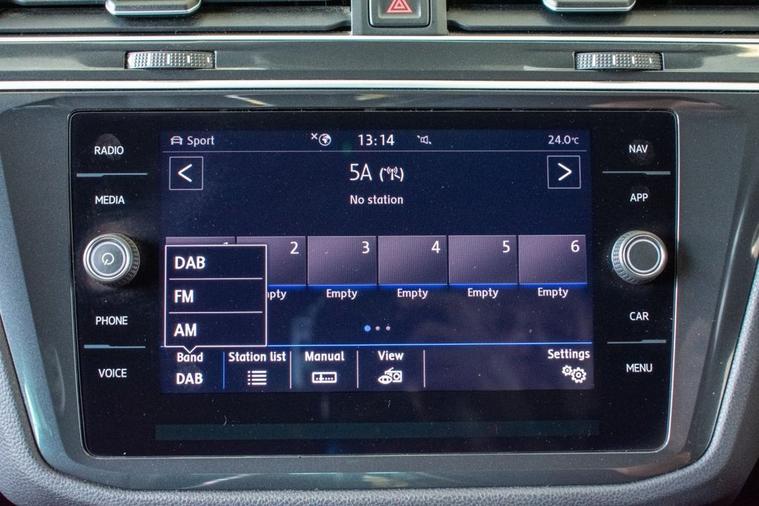 Sport 13:14 24.0°C
RADIO
MEDIA
PHONE
VOICE
NAV
APP
CAR
MENU
< 5A >
No station
2 3 4 5 6
Empty Empty Empty Empty
DAB
FM
AM
Band Station list Manual View Settings
DAB